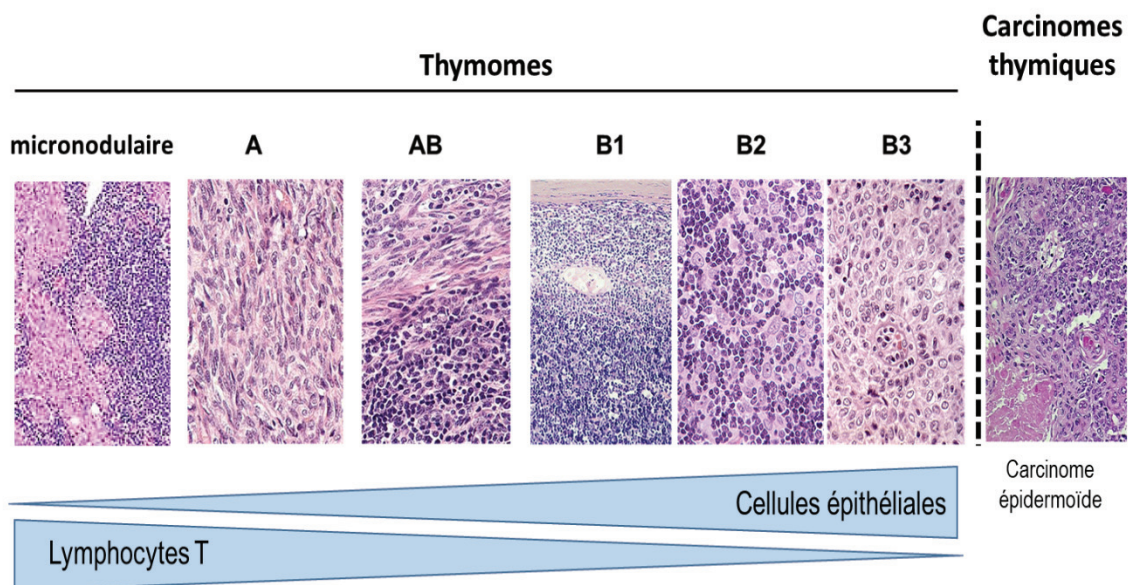 Thymomes
Carcinomes
thymiques
micronodulaire
A
AB
B1
B2
B3
Carcinome
épidermoïde
Cellules épithéliales
Lymphocytes T